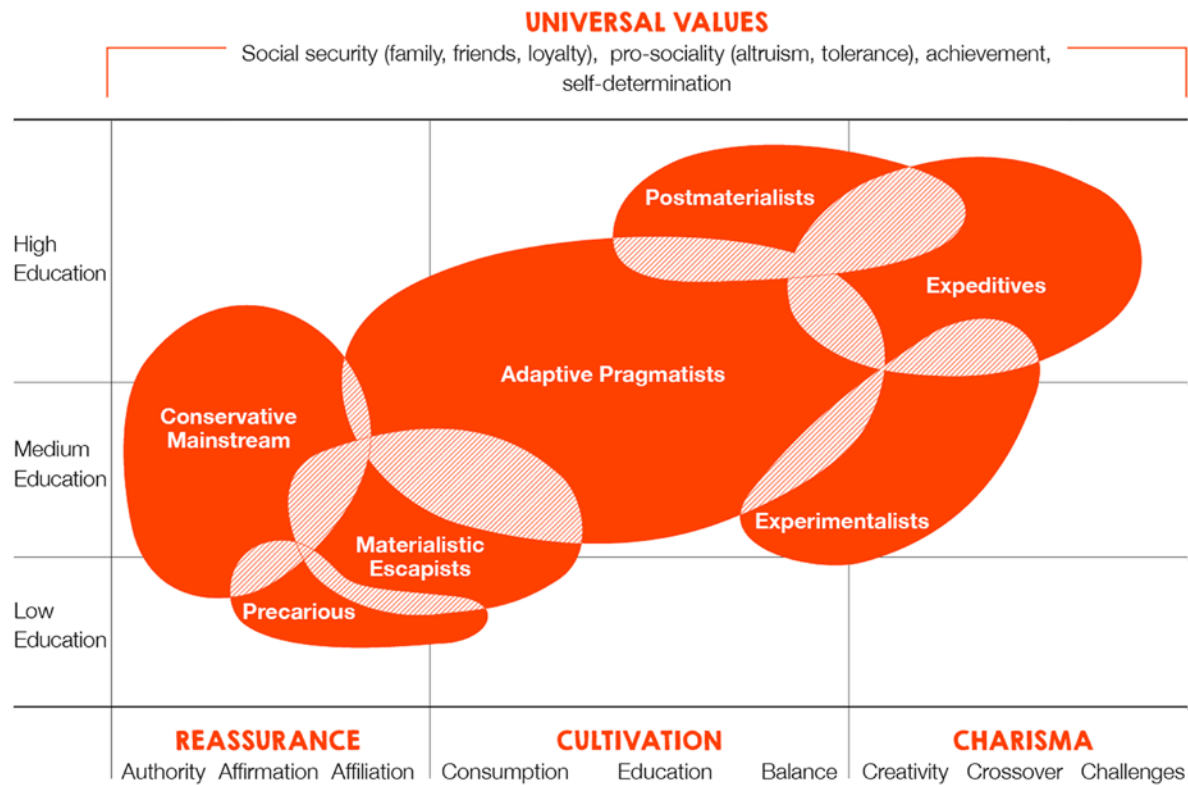 UNIVERSAL VALUES
Social security (family, friends, loyalty), pro-sociality (altruism, tolerance), achievement,
self-determination
High
Education
Postmaterialists
Expeditives
Adaptive Pragmatists
Conservative
Mainstream
Medium
Education
Experimentalists
Materialistic
Escapists
Low
Education
Precarious
REASSURANCE
CULTIVATION
CHARISMA
Authority Affirmation Affiliation Consumption Education Balance Creativity Crossover Challenges